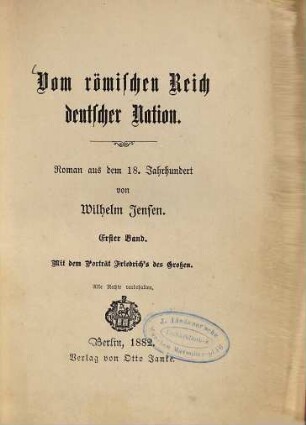 Vom römischen Reich
deutscher Nation.
Roman aus dem 18. Jahrhundert
von
Wilhelm Jensen.
Erster Band.
Mit dem Porträt Friedrich's des Großen.
Alle Rechte vorbehalten.
Berlin, 1882.
Verlag von Otto Janke.